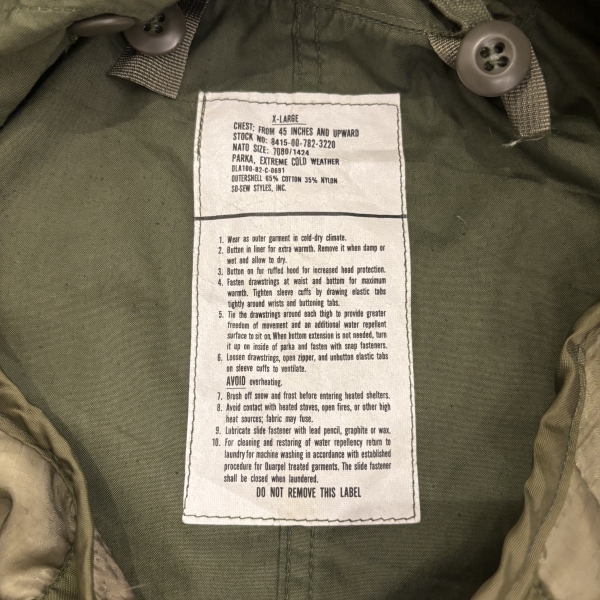 X-LARGE
CHEST: FROM 45 INCHES AND UPWARD
STOCK NO: 8415-00-782-3220
NATO SIZE: 7080/1424
PARKA, EXTREME COLD WEATHER
DLA100-82-C-0691
OUTERSHELL 65% COTTON 35% NYLON
SO-SEW STYLES, INC.
1. Wear as outer garment in cold-dry climate.
2. Button in liner for extra warmth. Remove it when damp or
wet and allow to dry.
3. Button on fur ruffed hood for increased head protection.
4. Fasten drawstrings at waist and bottom for maximum
warmth. Tighten sleeve cuffs by drawing elastic tabs
tightly around wrists and buttoning tabs.
5. Tie the drawstrings around each thigh to provide greater
freedom of movement and an additional water repellent
surface to sit on. When bottom extension is not needed, turn
it up on inside of parka and fasten with snap fasteners.
6. Loosen drawstrings, open zipper, and unbutton elastic tabs
on sleeve cuffs to ventilate.
AVOID overheating.
7. Brush off snow and frost before entering heated shelters.
8. Avoid contact with heated stoves, open fires, or other high
heat sources; fabric may fuse.
9. Lubricate slide fastener with lead pencil, graphite or wax.
10. For cleaning and restoring of water repellency return to
laundry for machine washing in accordance with established
procedure for Quarpel treated garments. The slide fastener
shall be closed when laundered.
DO NOT REMOVE THIS LABEL